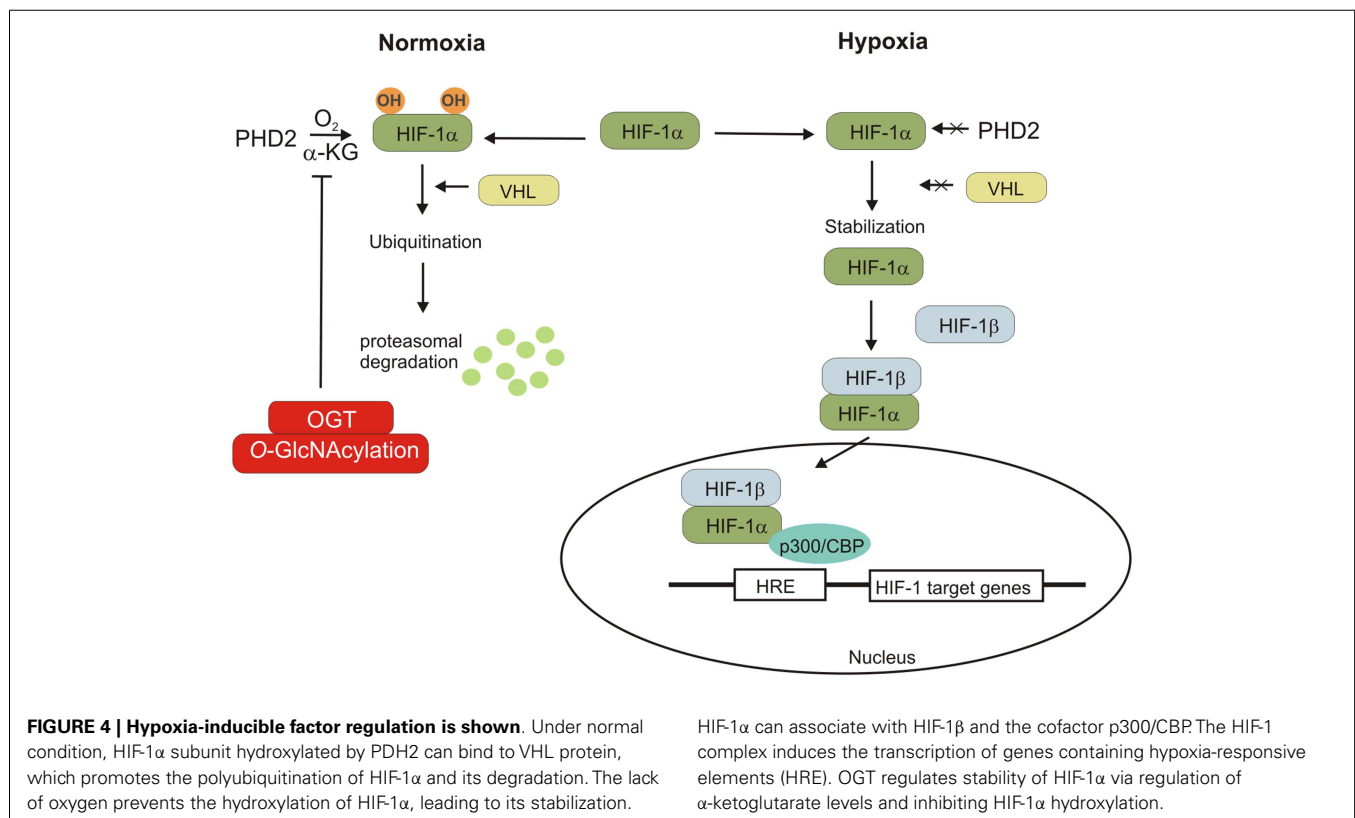 Normoxia
Hypoxia
OH OH
PHD2 O₂ HIF-1α HIF-1α HIF-1α PHD2
α-KG
VHL
VHL
Stabilization
Ubiquitination
HIF-1α
proteasomal
degradation
HIF-1β
HIF-1β
HIF-1α
OGT
O-GlcNAcylation
HIF-1β
HIF-1α
p300/CBP
HRE HIF-1 target genes
Nucleus
FIGURE 4 | Hypoxia-inducible factor regulation is shown. Under normal
condition, HIF-1α subunit hydroxylated by PDH2 can bind to VHL protein,
which promotes the polyubiquitination of HIF-1α and its degradation. The lack
of oxygen prevents the hydroxylation of HIF-1α, leading to its stabilization.
HIF-1α can associate with HIF-1β and the cofactor p300/CBP. The HIF-1
complex induces the transcription of genes containing hypoxia-responsive
elements (HRE). OGT regulates stability of HIF-1α via regulation of
α-ketoglutarate levels and inhibiting HIF-1α hydroxylation.